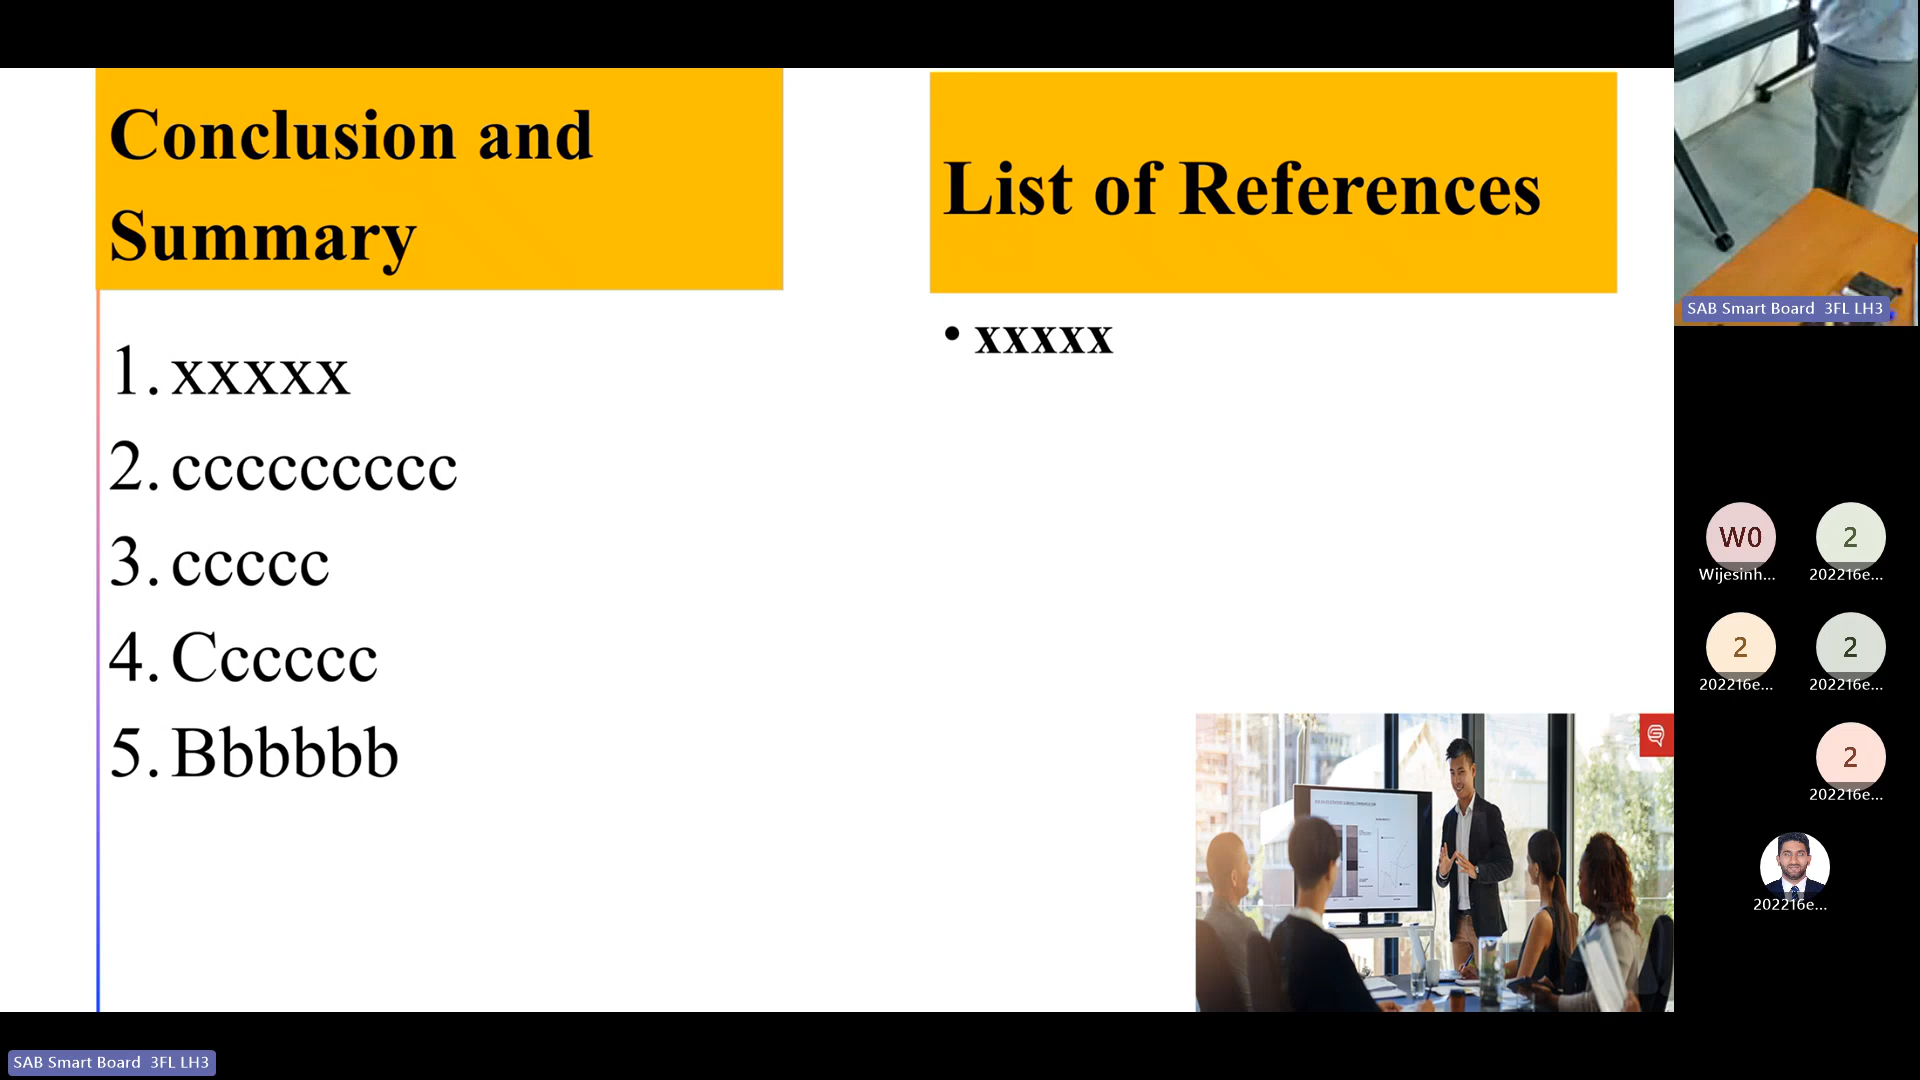 Conclusion and
Summary
1. xxxxx
2. ccccccccc
3. ccccc
4. Cccccc
5. Bbbbbb
List of References
• xxxxx
SAB Smart Board 3FL LH3
W0
Wijesinh...
2
202216e...
2
202216e...
2
202216e...
2
202216e...
202216e...
SAB Smart Board 3FL LH3